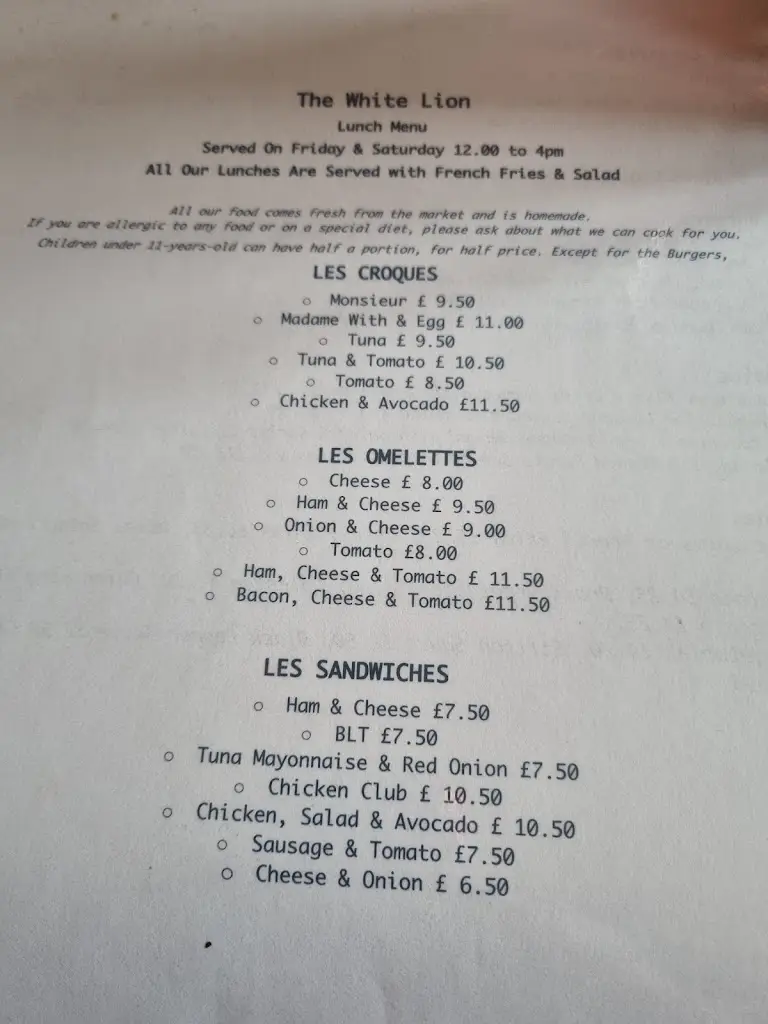 The White Lion
Lunch Menu
Served On Friday & Saturday 12.00 to 4pm
All Our Lunches Are Served with French Fries & Salad
All our food comes fresh from the market and is homemade.
If you are allergic to any food or on a special diet, please ask about what we can cook for you.
Children under 11-years-old can have half a portion, for half price. Except for the Burgers,
LES CROQUES
○ Monsieur £ 9.50
○ Madame With & Egg £ 11.00
○ Tuna £ 9.50
○ Tuna & Tomato £ 10.50
○ Tomato £ 8.50
○ Chicken & Avocado £11.50
LES OMELETTES
○ Cheese £ 8.00
○ Ham & Cheese £ 9.50
○ Onion & Cheese £ 9.00
○ Tomato £8.00
○ Ham, Cheese & Tomato £ 11.50
○ Bacon, Cheese & Tomato £11.50
LES SANDWICHES
○ Ham & Cheese £7.50
○ BLT £7.50
○ Tuna Mayonnaise & Red Onion £7.50
○ Chicken Club £ 10.50
○ Chicken, Salad & Avocado £ 10.50
○ Sausage & Tomato £7.50
○ Cheese & Onion £ 6.50